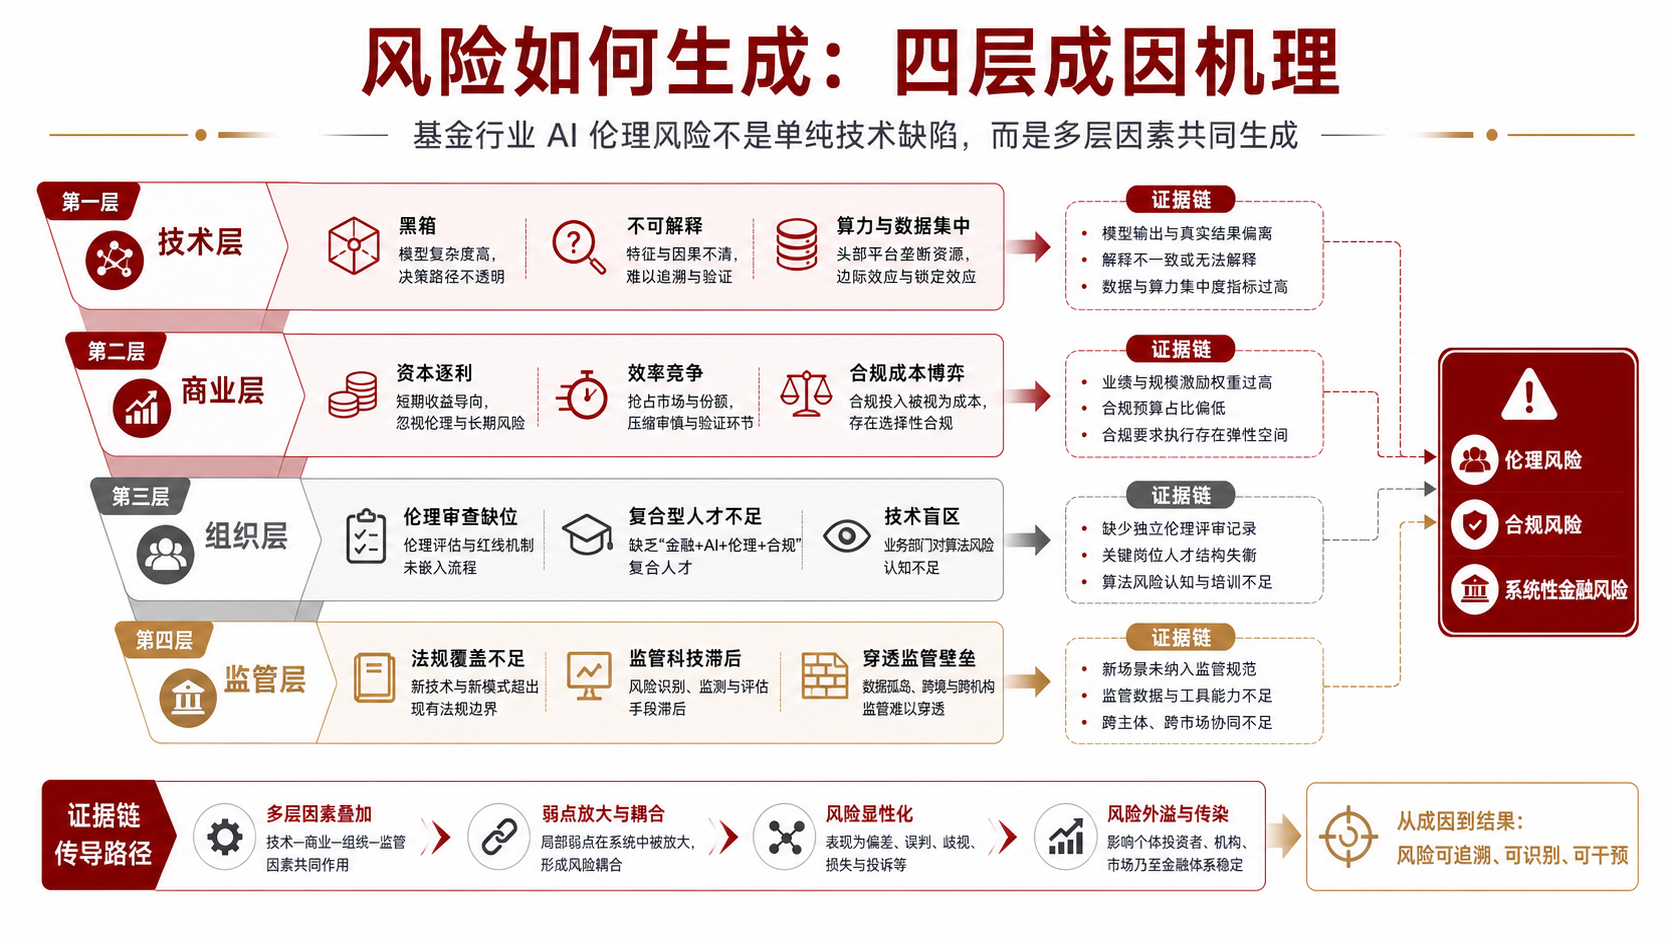 风险如何生成：四层成因机理
基金行业 AI 伦理风险不是单纯技术缺陷，而是多层因素共同生成
第一层
技术层
黑箱
模型复杂度高，
决策路径不透明
不可解释
特征与因果不清，
难以追溯与验证
算力与数据集中
头部平台垄断资源，
边际效应与锁定效应
证据链
• 模型输出与真实结果偏离
• 解释不一致或无法解释
• 数据与算力集中度指标过高
第二层
商业层
资本逐利
短期收益导向，
忽视伦理与长期风险
效率竞争
抢占市场与份额，
压缩审慎与验证环节
合规成本博弈
合规投入被视为成本，
存在选择性合规
证据链
• 业绩与规模激励权重过高
• 合规预算占比偏低
• 合规要求执行存在弹性空间
第三层
组织层
伦理审查缺位
伦理评估与红线机制
未嵌入流程
复合型人才不足
缺乏“金融+AI+伦理+合规”
复合人才
技术盲区
业务部门对算法风险
认知不足
证据链
• 缺少独立伦理评审记录
• 关键岗位人才结构失衡
• 算法风险认知与培训不足
第四层
监管层
法规覆盖不足
新技术与新模式超出
现有法规边界
监管科技滞后
风险识别、监测与评估
手段滞后
穿透监管壁垒
数据孤岛、跨境与跨机构
监管难以穿透
证据链
• 新场景未纳入监管规范
• 监管数据与工具能力不足
• 跨主体、跨市场协同不足
伦理风险
合规风险
系统性金融风险
证据链
传导路径
多层因素叠加
技术—商业—组织—监管
因素共同作用
弱点放大与耦合
局部弱点在系统中被放大，
形成风险耦合
风险显性化
表现为偏差、误判、歧视、
损失与投诉等
风险外溢与传染
影响个体投资者、机构、
市场乃至金融体系稳定
从成因到结果：
风险可追溯、可识别、可干预